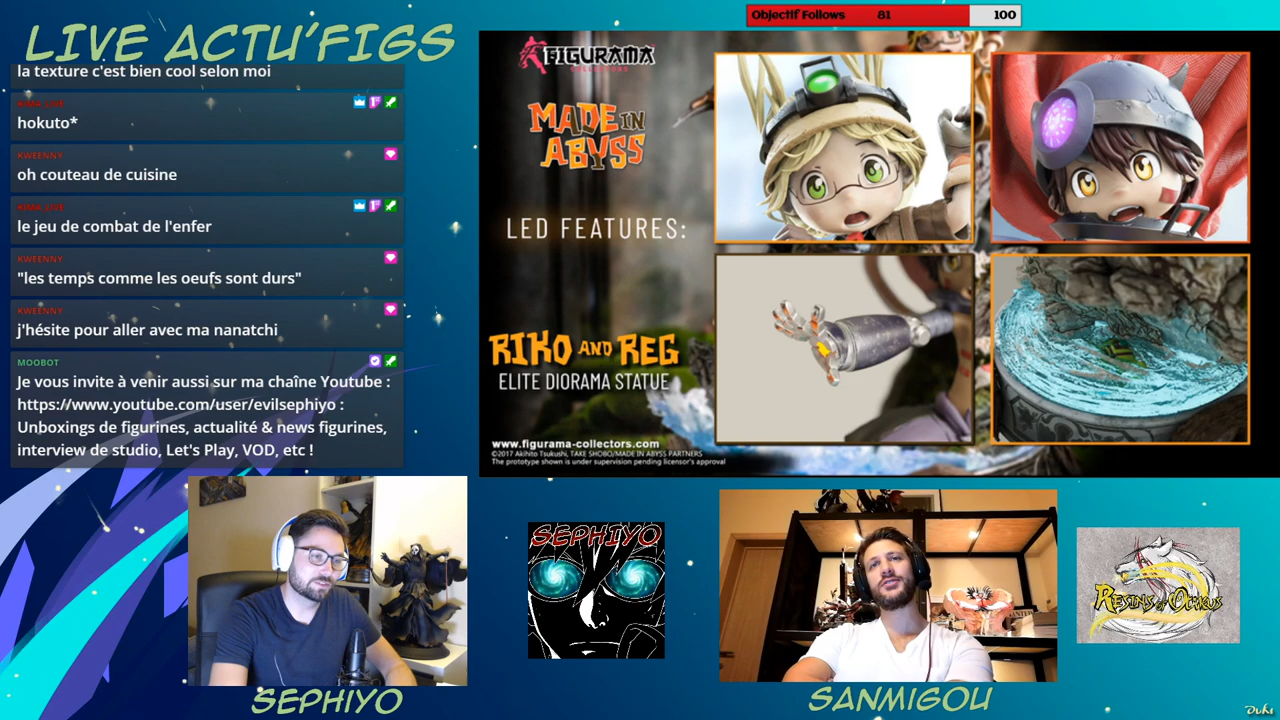 Objectif Follows 81 100
LIVE ACTU'FIGS
la texture c'est bien cool selon moi
KIMA LIVE
hokuto*
KWEENNY
oh couteau de cuisine
KIMA LIVE
le jeu de combat de l'enfer
KWEENNY
"les temps comme les oeufs sont durs"
KWEENNY
j'hésite pour aller avec ma nanatchi
MOOBOT
Je vous invite à venir aussi sur ma chaîne Youtube :
https://www.youtube.com/user/evilsephiyo :
Unboxings de figurines, actualité & news figurines,
interview de studio, Let's Play, VOD, etc !
FIGURAMA
COLLECTORS
MADE IN
ABYSS
LED FEATURES:
RIKO AND REG
ELITE DIORAMA STATUE
www.figurama-collectors.com
©2017 Akihito Tsukushi, TAKE SHOBO/MADE IN ABYSS PARTNERS
The prototype shown is under supervision pending licensor's approval
SEPHIYO
RESINS of OTAKUS
SEPHIYO
SANMIGOU